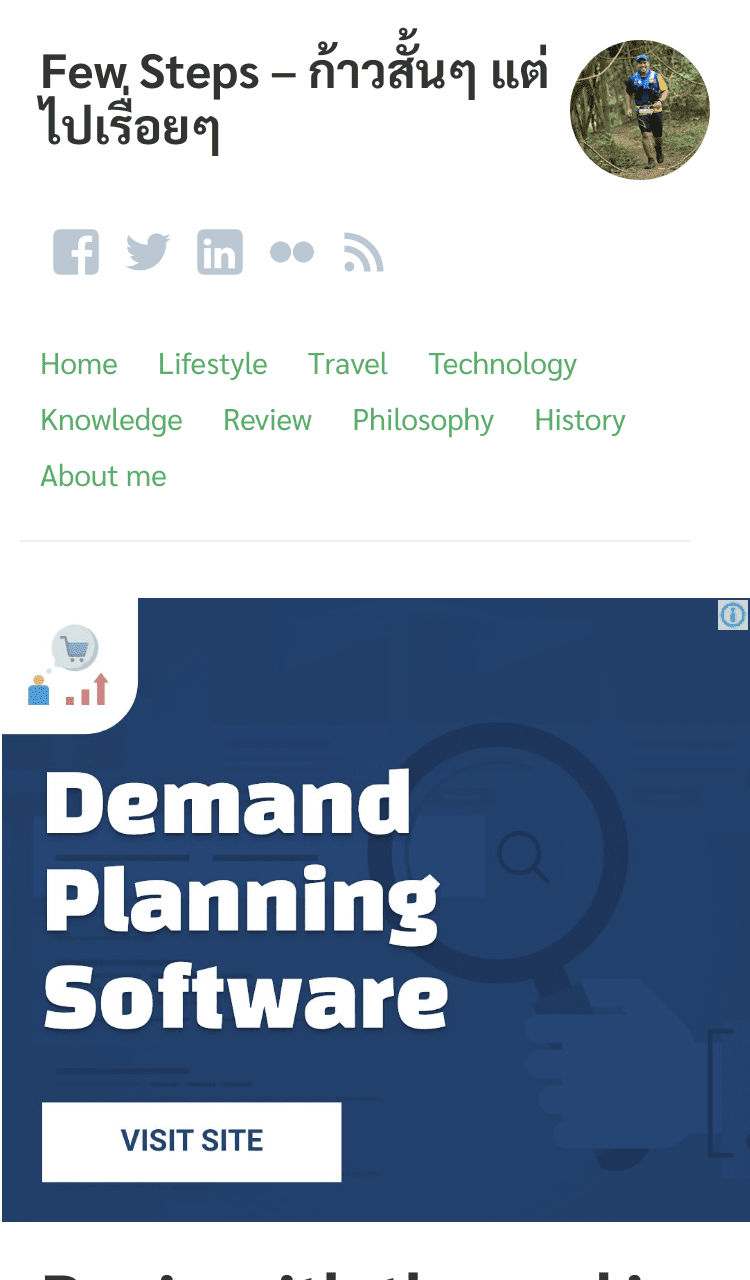 Few Steps – ก้าวสั้นๆ แต่
ไปเรื่อยๆ
Home Lifestyle Travel Technology
Knowledge Review Philosophy History
About me
Demand
Planning
Software
VISIT SITE